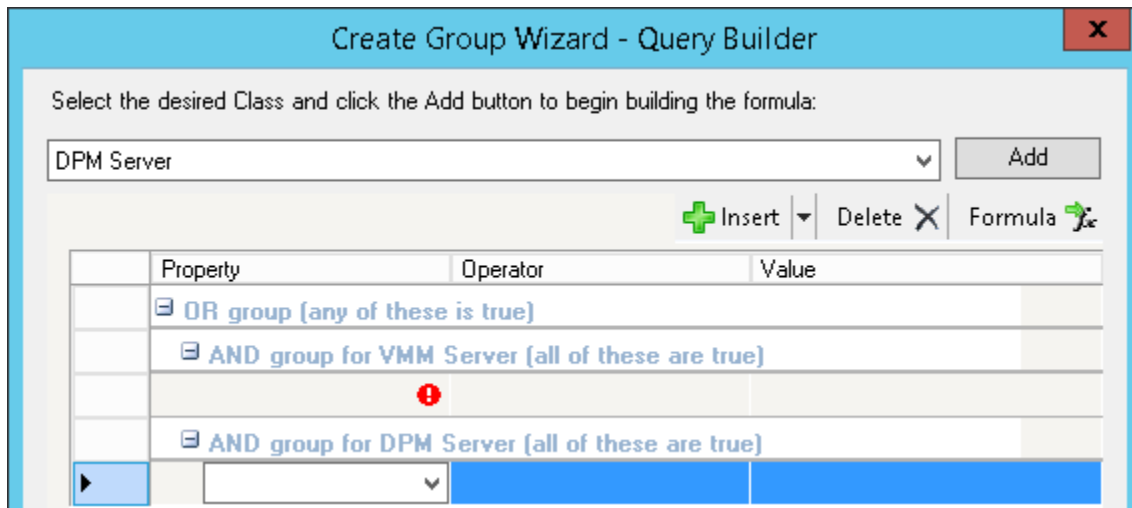 Create Group Wizard - Query Builder
x
Select the desired Class and click the Add button to begin building the formula:
DPM Server
Add
Insert Delete Formula
Property Operator Value
OR group (any of these is true)
AND group for VMM Server (all of these are true)
AND group for DPM Server (all of these are true)